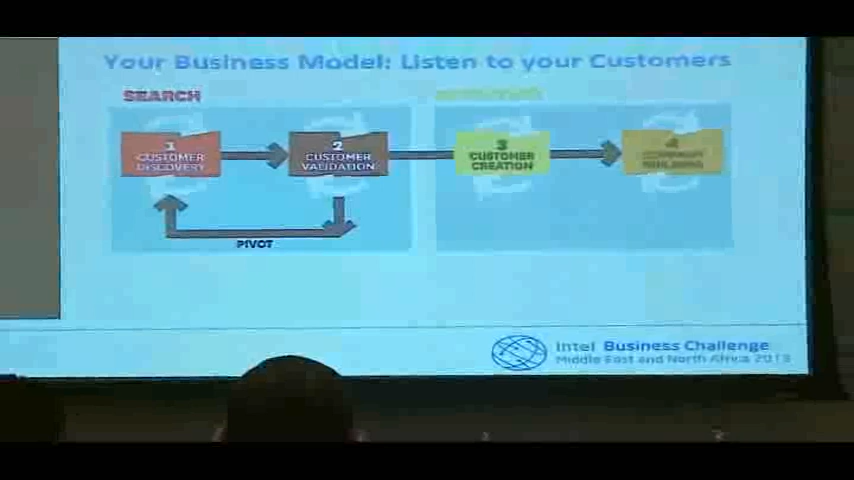 Your Business Model: Listen to your Customers
SEARCH
1
CUSTOMER
DISCOVERY
2
CUSTOMER
VALIDATION
3
CUSTOMER
CREATION
4
BUILDING
PIVOT
Intel Business Challenge
Middle East and North Africa 2013